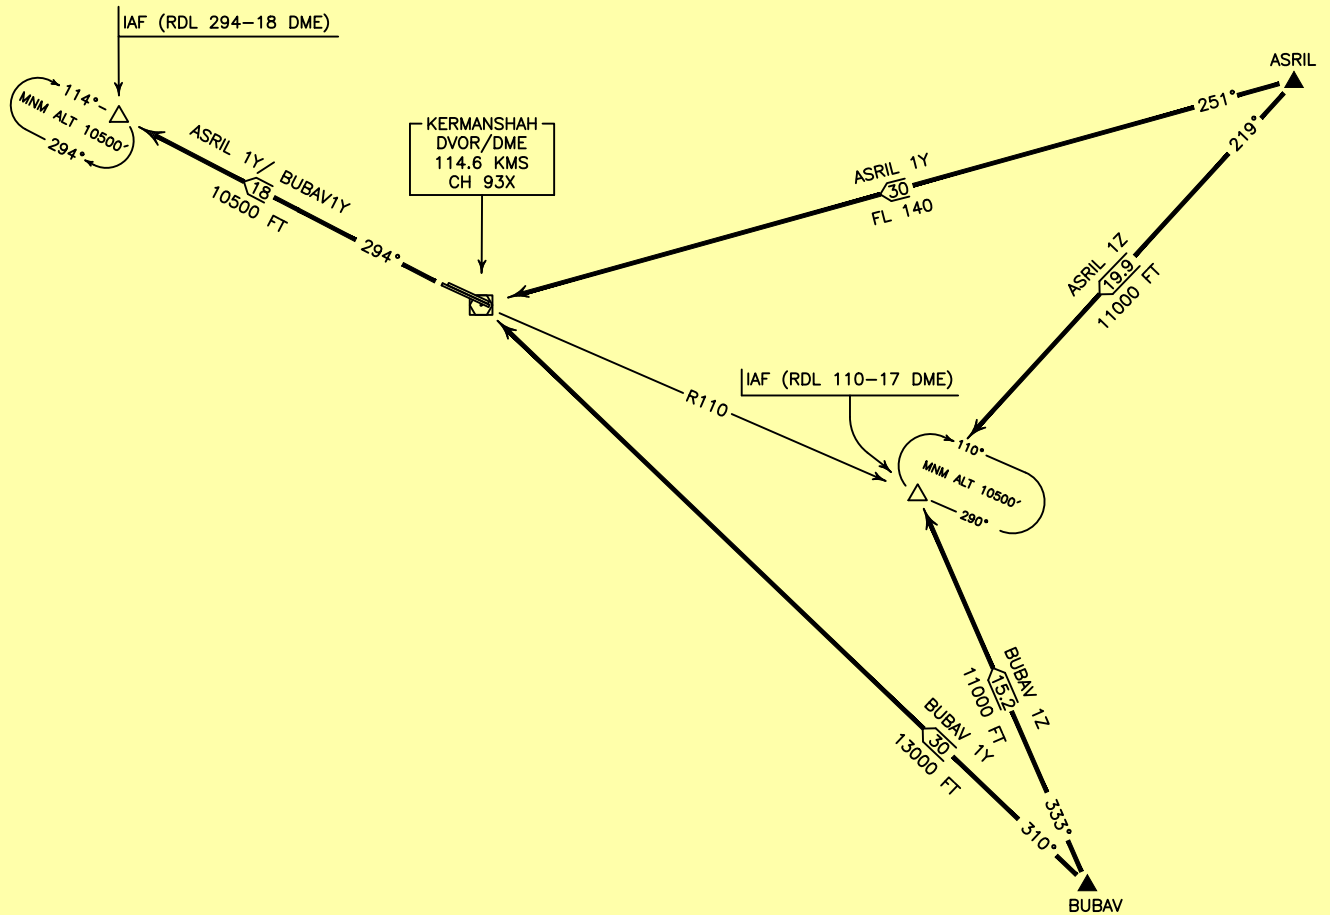 IAF (RDL 294-18 DME)
ASRIL
114°
MNM ALT 10500'
294°
KERMANSHAH
DVOR/DME
114.6 KMS
CH 93X
251°
219°
ASRIL 1Y/ BUBAV1Y
18
10500 FT
294°
ASRIL 1Y
30
FL 140
ASRIL 1Z
19.9
11000 FT
IAF (RDL 110-17 DME)
R110
110°
MNM ALT 10500'
290°
BUBAV 1Z
15.2
11000 FT
BUBAV 1Y
30
13000 FT
333°
310°
BUBAV